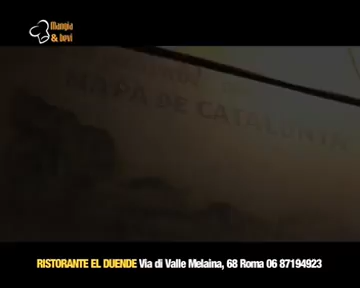 Mangia
& bevi
MAPA DE CATALUNYA
RISTORANTE EL DUENDE Via di Valle Melaina, 68 Roma 06 87194923